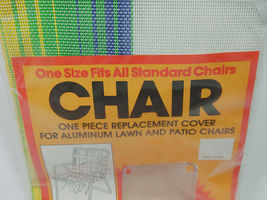 One Size Fits All Standard Chairs
CHAIR
ONE PIECE REPLACEMENT COVER
FOR ALUMINUM LAWN AND PATIO CHAIRS